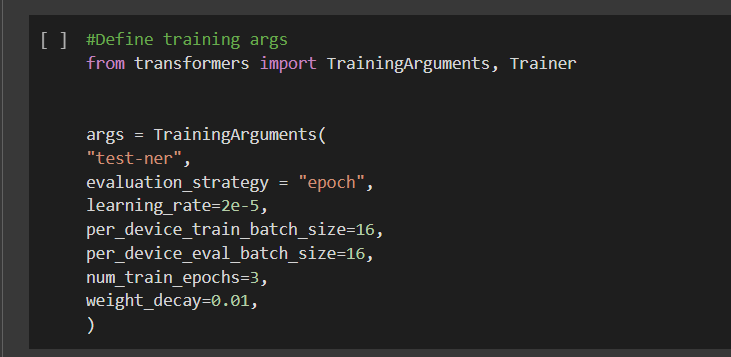 [ ] #Define training args
from transformers import TrainingArguments, Trainer
args = TrainingArguments(
"test-ner",
evaluation_strategy = "epoch",
learning_rate=2e-5,
per_device_train_batch_size=16,
per_device_eval_batch_size=16,
num_train_epochs=3,
weight_decay=0.01,
)